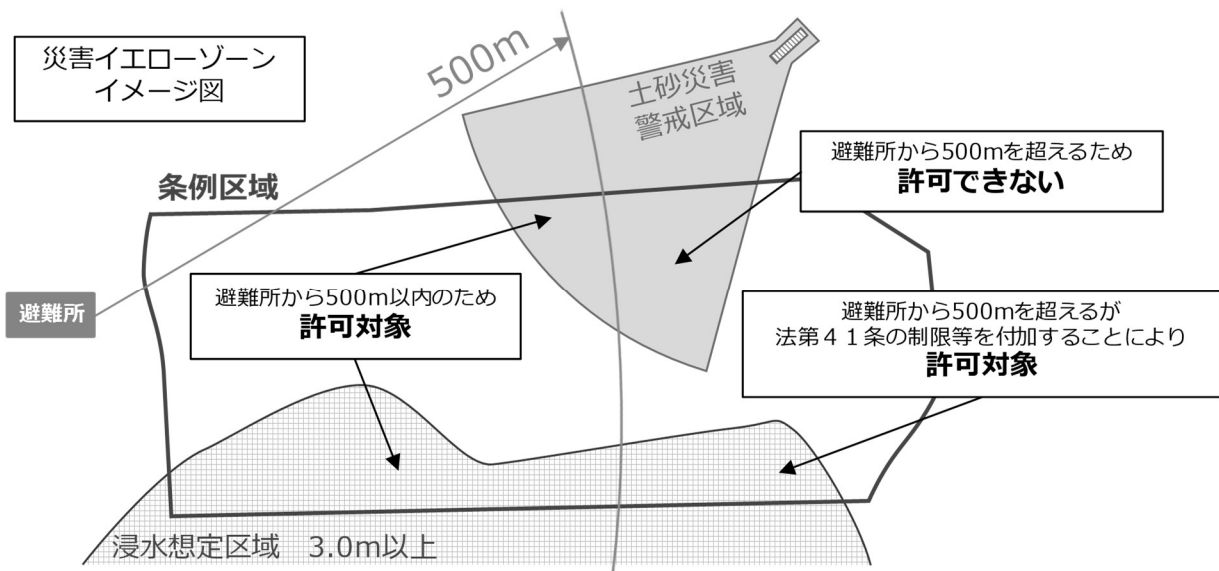 災害イエローゾーン
イメージ図
500m
土砂災害
警戒区域
避難所から500mを超えるため
許可できない
条例区域
避難所
避難所から500m以内のため
許可対象
避難所から500mを超えるが
法第４１条の制限等を付加することにより
許可対象
浸水想定区域　3.0m以上